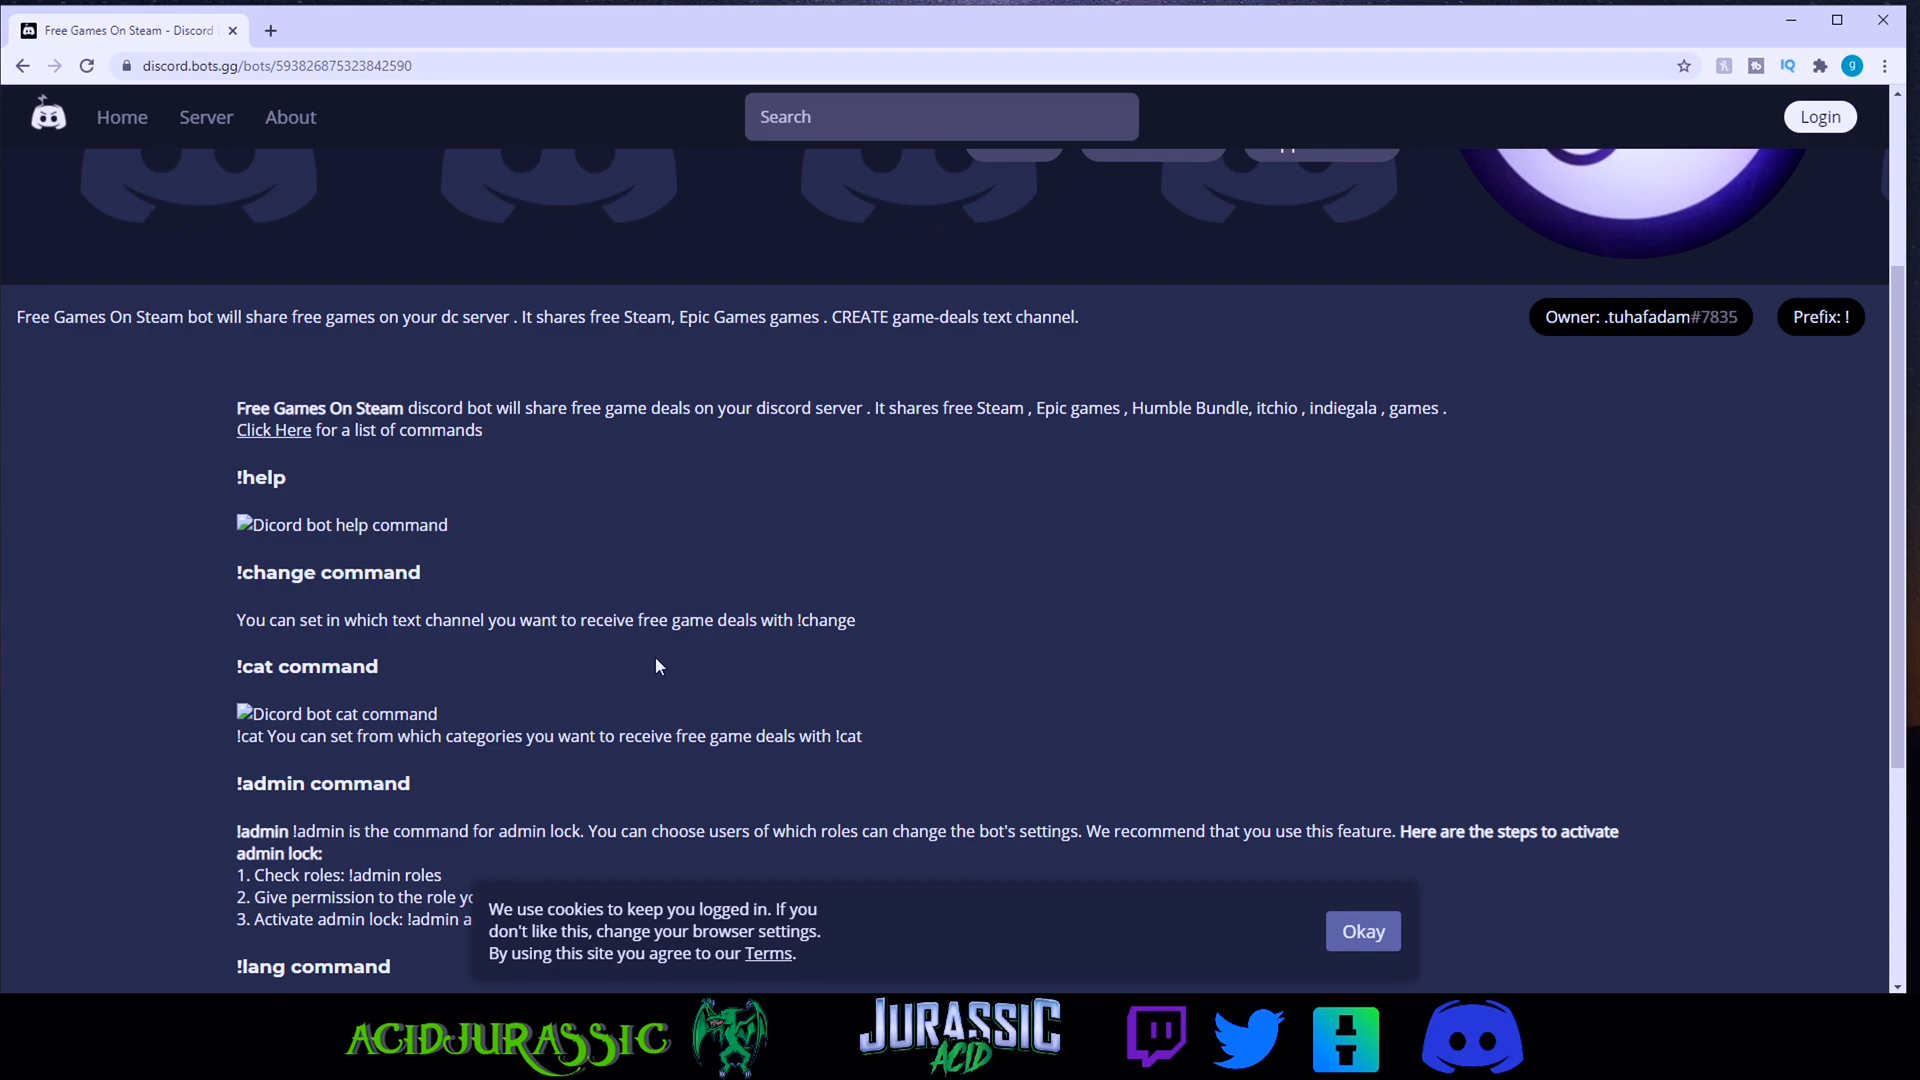 Free Games On Steam - Discord
discord.bots.gg/bots/593826875323842590
g
Home
Server
About
Search
Login
Free Games On Steam bot will share free games on your dc server . It shares free Steam, Epic Games games . CREATE game-deals text channel.
Owner: .tuhafadam#7835
Prefix: !
Free Games On Steam discord bot will share free game deals on your discord server . It shares free Steam , Epic games , Humble Bundle, itchio , indiegala , games .
Click Here for a list of commands
!help
Dicord bot help command
!change command
You can set in which text channel you want to receive free game deals with !change
!cat command
Dicord bot cat command
!cat You can set from which categories you want to receive free game deals with !cat
!admin command
!admin !admin is the command for admin lock. You can choose users of which roles can change the bot's settings. We recommend that you use this feature. Here are the steps to activate
admin lock:
1. Check roles: !admin roles
2. Give permission to the role
3. Activate admin lock: !admin
!lang command
We use cookies to keep you logged in. If you
don't like this, change your browser settings.
By using this site you agree to our Terms.
Okay
ACIDJURASSIC
JURASSIC
ACID